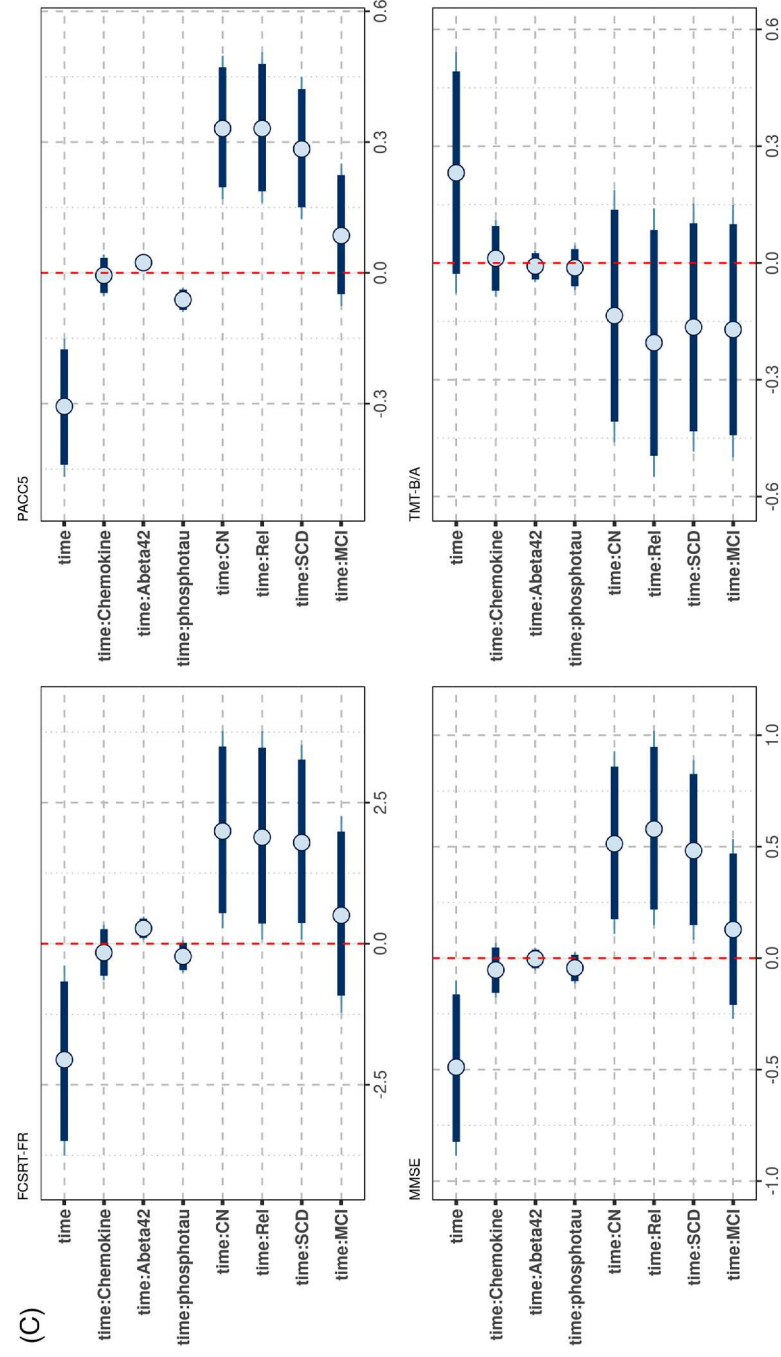 (C)
FCSRT-FR
time
time:Chemokine
time:Abeta42
time:phosphotau
time:CN
time:Rel
time:SCD
time:MCI
-2.5
0.0
2.5
PACC5
time
time:Chemokine
time:Abeta42
time:phosphotau
time:CN
time:Rel
time:SCD
time:MCI
-0.3
0.0
0.3
0.6
MMSE
time
time:Chemokine
time:Abeta42
time:phosphotau
time:CN
time:Rel
time:SCD
time:MCI
-1.0
-0.5
0.0
0.5
1.0
TMT-B/A
time
time:Chemokine
time:Abeta42
time:phosphotau
time:CN
time:Rel
time:SCD
time:MCI
-0.6
-0.3
0.0
0.3
0.6